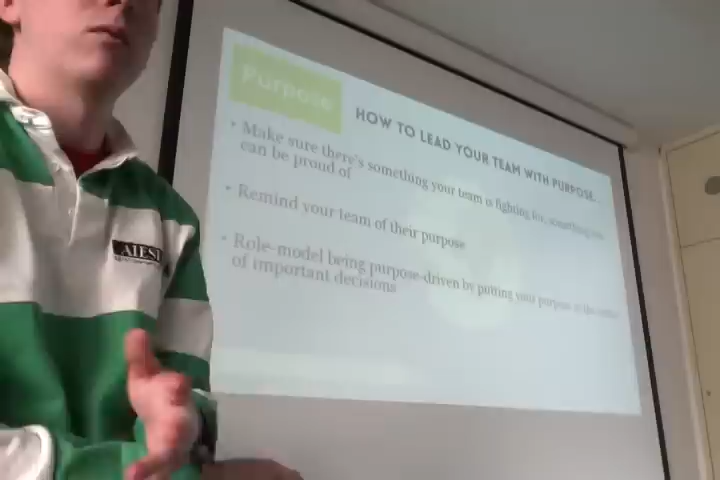 Purpose
HOW TO LEAD YOUR TEAM WITH PURPOSE.
• Make sure there's something your team is fighting for, something
can be proud of
• Remind your team of their purpose
• Role-model being purpose-driven by putting your purpose at the
of important decisions